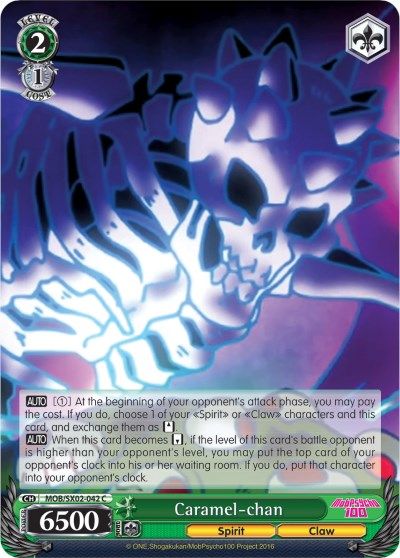 LEVEL
2
1
COST
AUTO [①] At the beginning of your opponent's attack phase, you may pay
the cost. If you do, choose 1 of your «Spirit» or «Claw» characters and this
card, and exchange them as [⬆]
AUTO When this card becomes [⬇], if the level of this card's battle opponent
is higher than your opponent's level, you may put the top card of your
opponent's clock into his or her waiting room. If you do, put that character
into your opponent's clock.
CH MOB/SX02-042 C
POWER 6500
Caramel-chan
Spirit Claw
MobPsycho 100
© ONE,Shogakukan/MobPsycho100 Project 2016